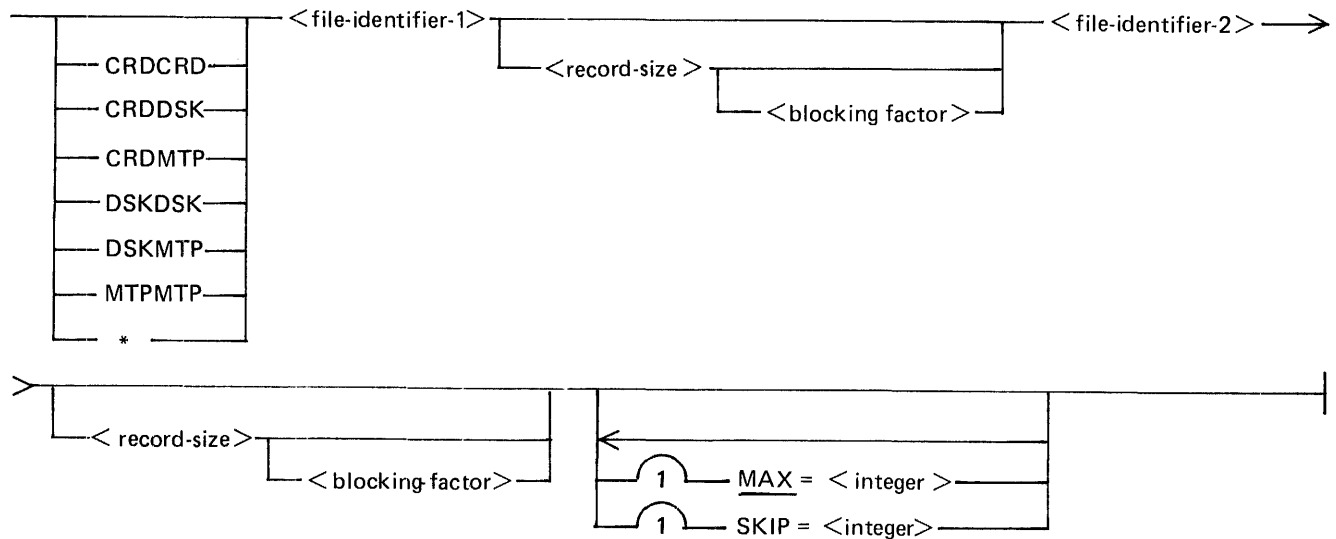 <file-identifier-1>
<file-identifier-2>
CRDCRD
<record-size>
CRDDSK
<blocking factor>
CRDMTP
DSKDSK
DSKMTP
MTPMTP
*
< record-size>
<blocking factor>
1 MAX = < integer >
1 SKIP = <integer>